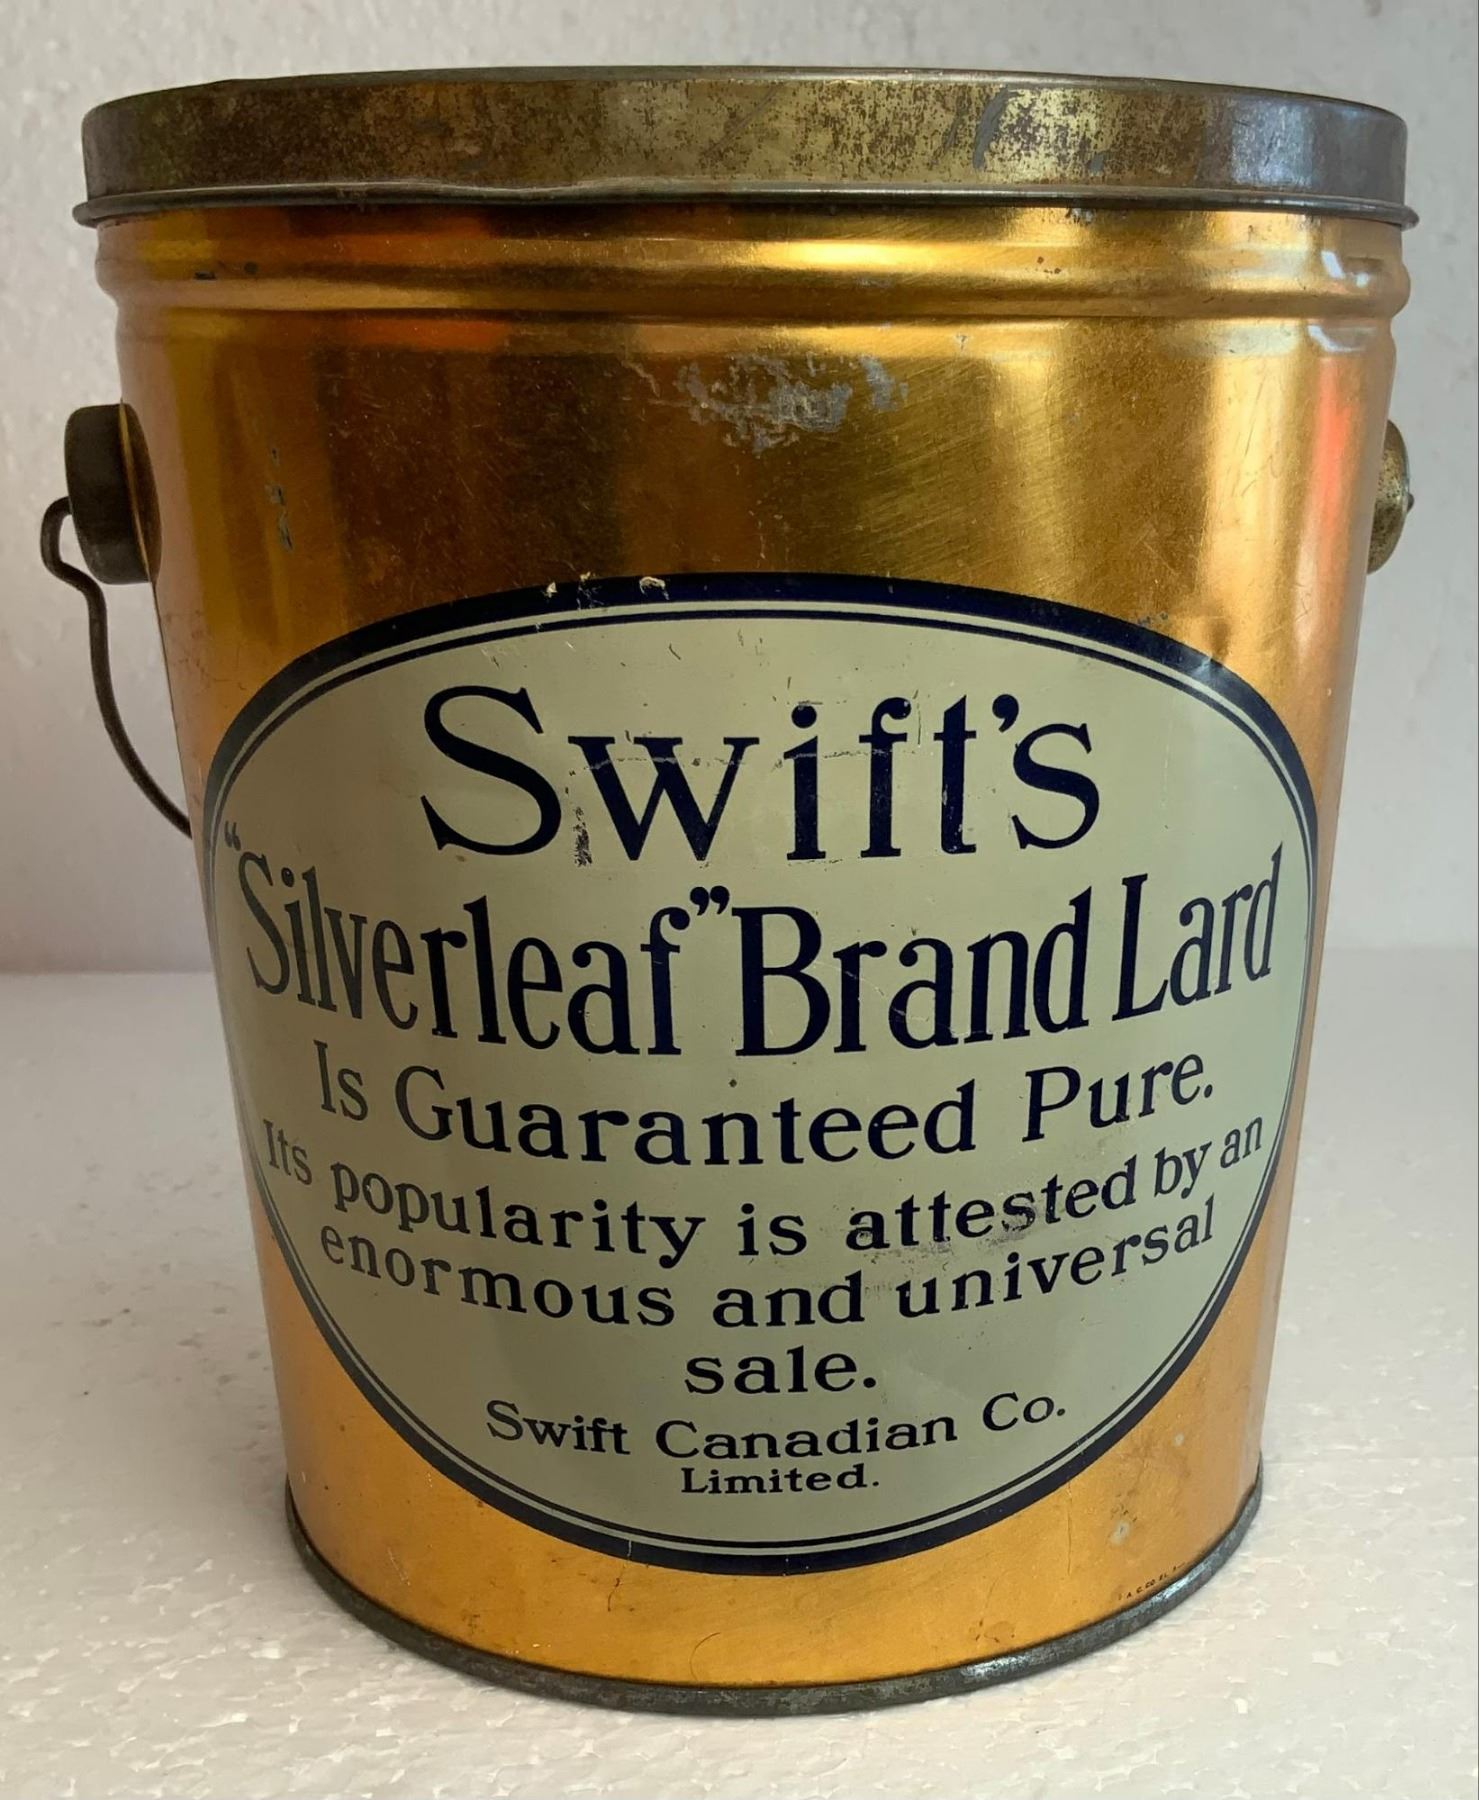 Swift's
“Silverleaf” Brand Lard
Is Guaranteed Pure.
Its popularity is attested by an
enormous and universal
sale.
Swift Canadian Co.
Limited.